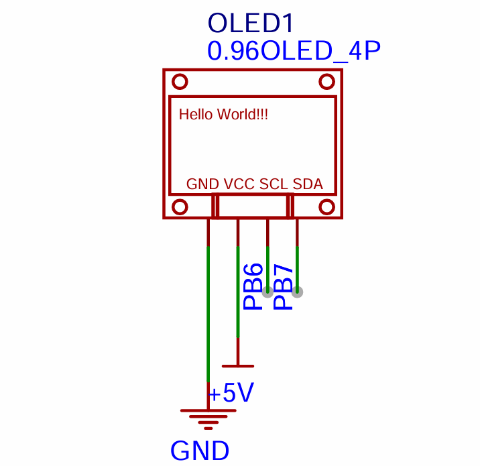 OLED1
0.96OLED_4P
Hello World!!!
GND VCC SCL SDA
PB6
PB7
+5V
GND